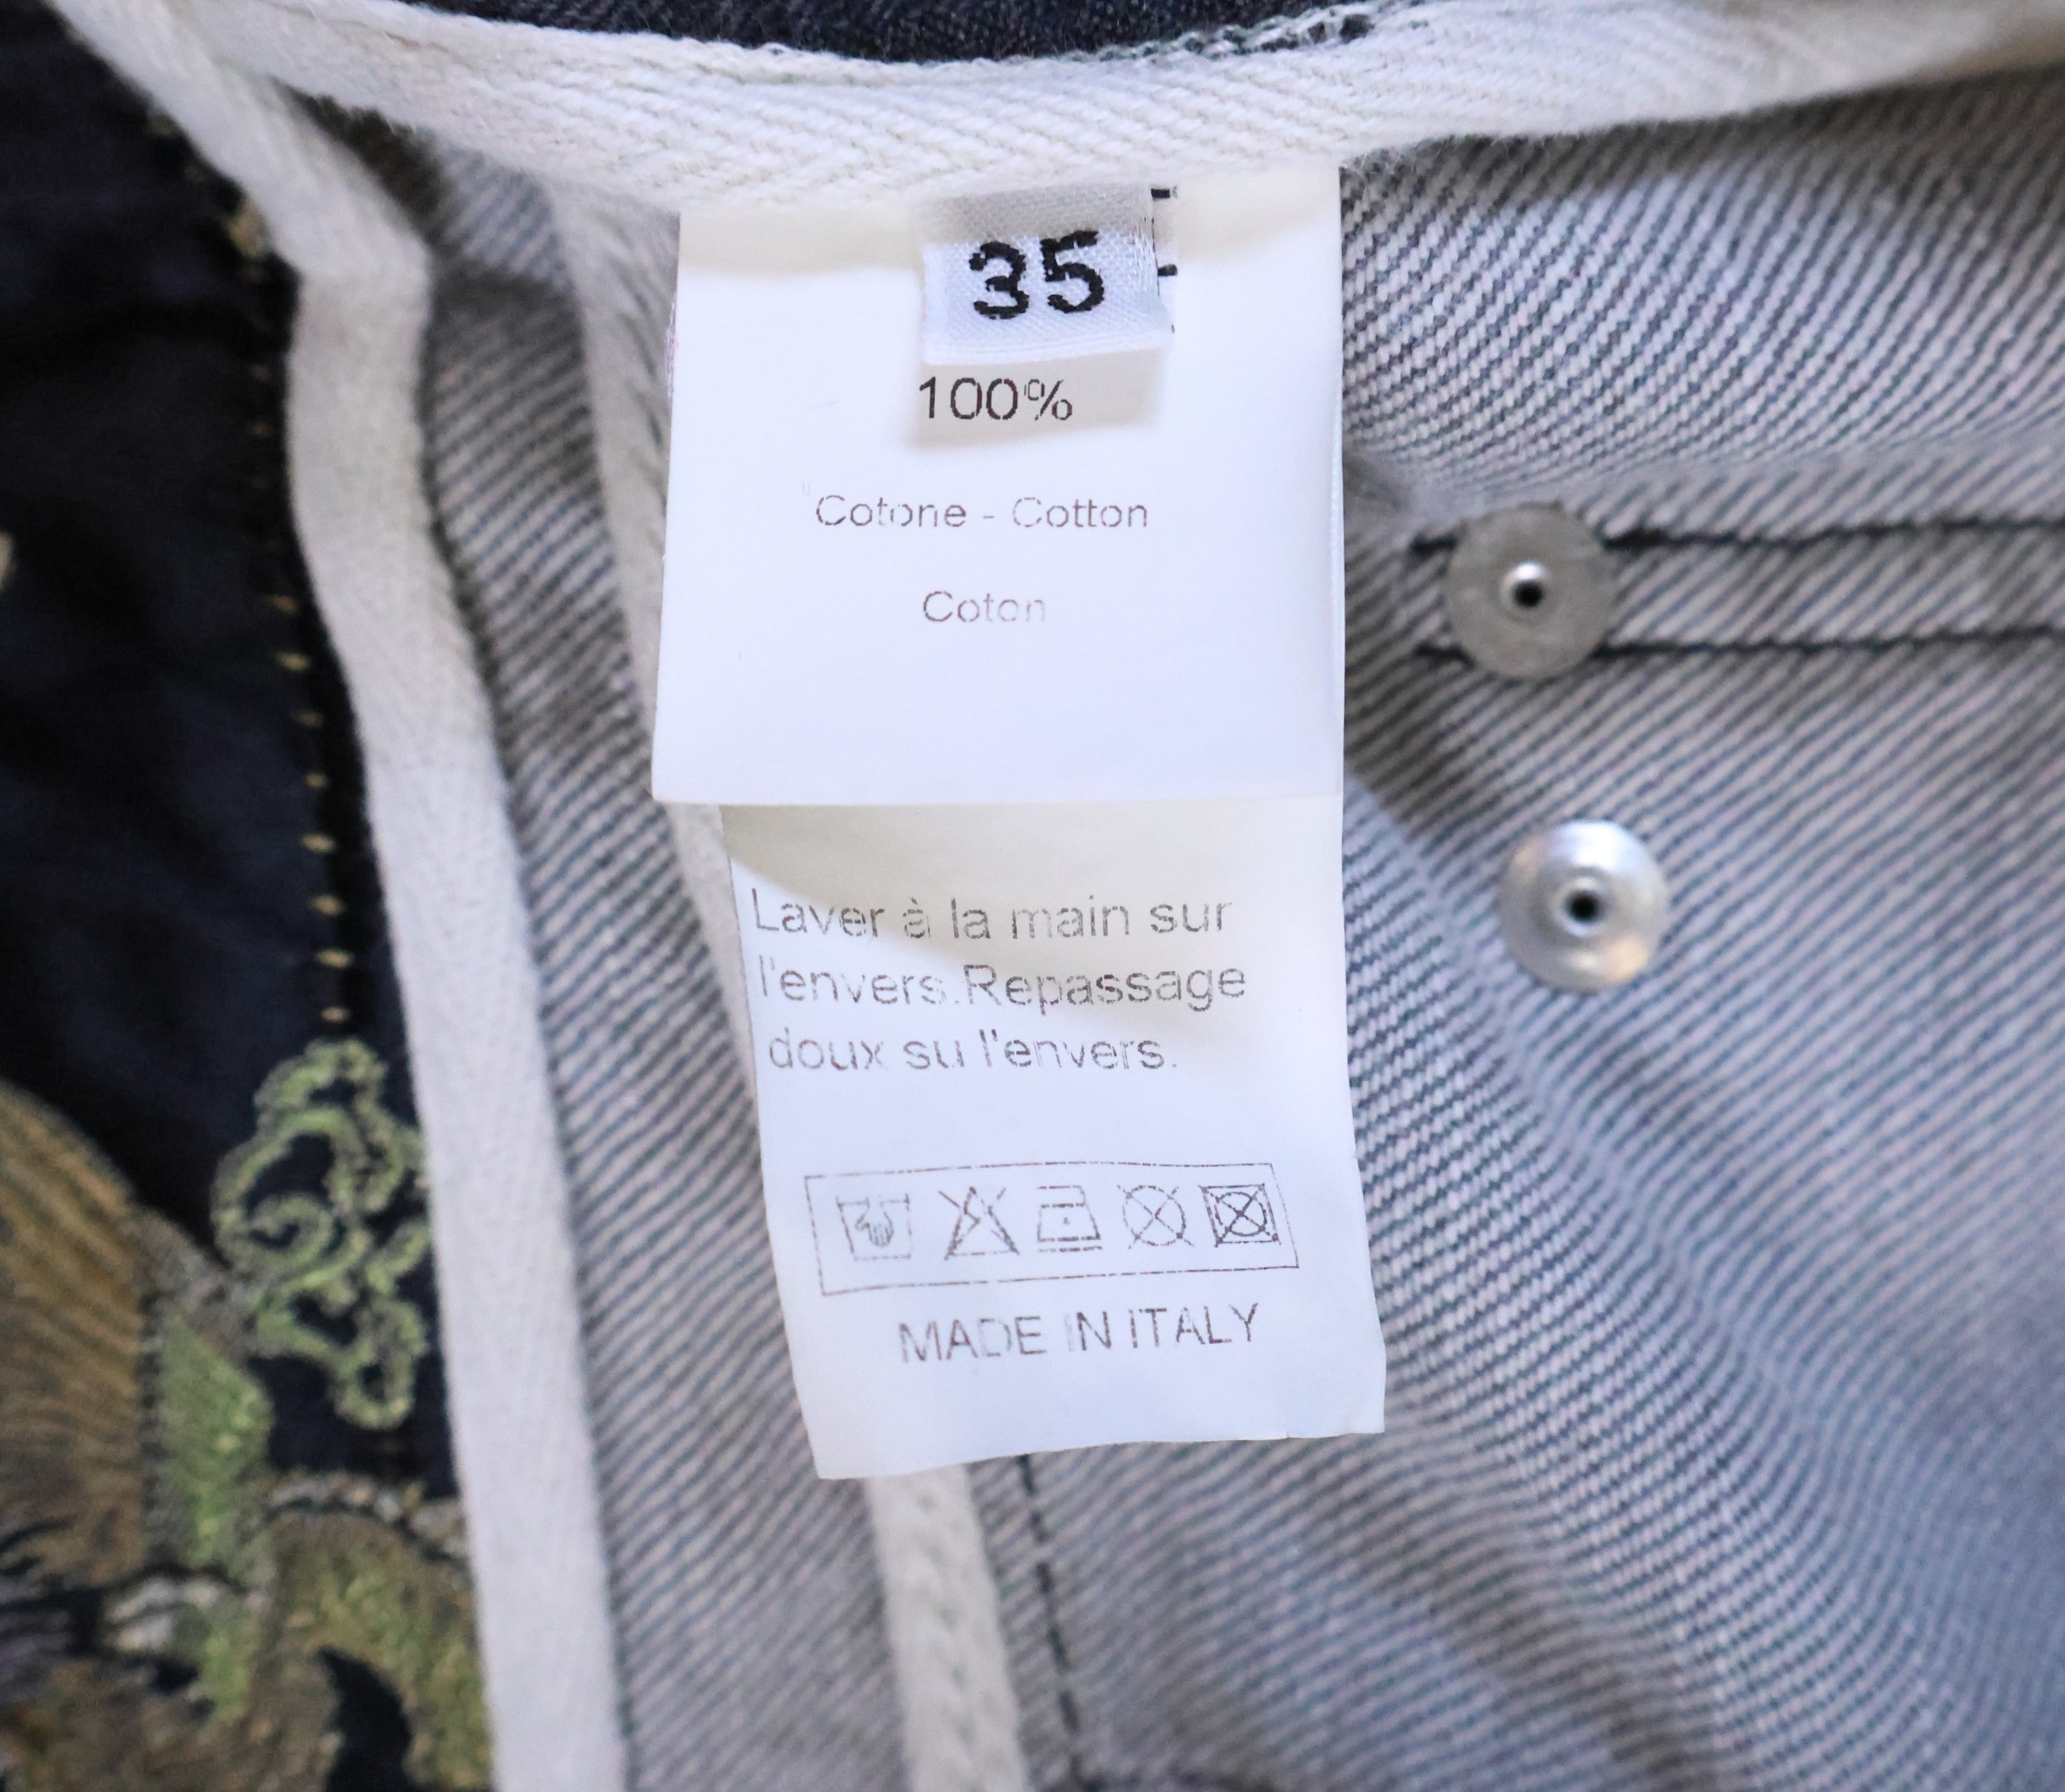 35
100%
Cotone - Cotton
Coton
Laver à la main sur
l'envers.Repassage
doux su l'envers.
MADE IN ITALY